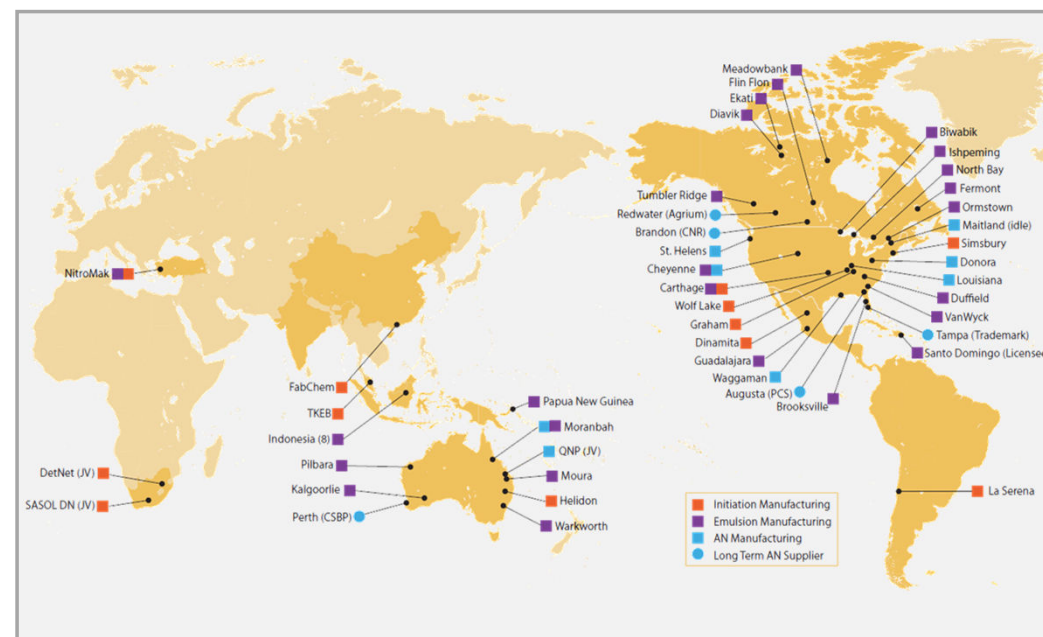 Meadowbank
Flin Flon
Ekati
Diavik
Biwabik
Ishpeming
North Bay
Fermont
Ormstown
Maitland (idle)
Simsbury
Donora
Louisiana
Duffield
VanWyck
Tampa (Trademark)
Santo Domingo (Licensee
Tumbler Ridge
Redwater (Agrium)
Brandon (CNR)
St. Helens
Cheyenne
Carthage
Wolf Lake
Graham
Dinamita
Guadalajara
Waggaman
Augusta (PCS)
Brooksville
NitroMak
FabChem
TKEB
Indonesia (8)
Pilbara
Kalgoorlie
Perth (CSBP)
Papua New Guinea
Moranbah
QNP (JV)
Moura
Helidon
Warkworth
DetNet (JV)
SASOL DN (JV)
La Serena
Initiation Manufacturing
Emulsion Manufacturing
AN Manufacturing
Long Term AN Supplier